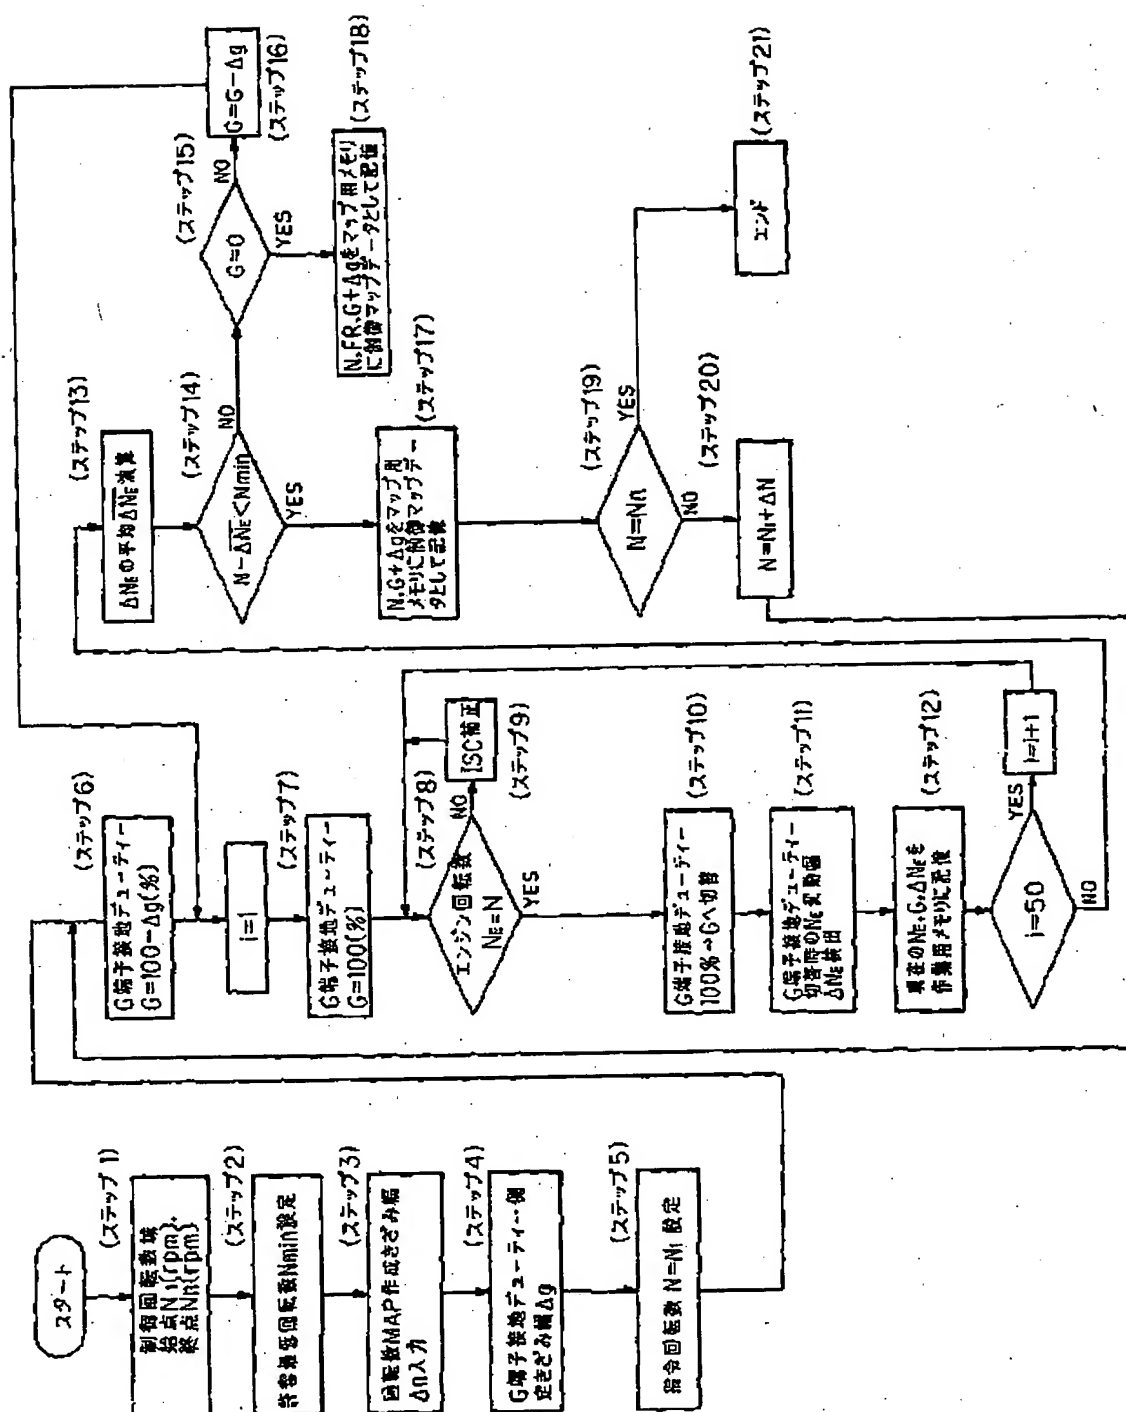 スタート
(ステップ1)
制御回転数域
始点N1{rpm}.
終点Nn{rpm}
(ステップ2)
許容最低回転数Nmin設定
(ステップ3)
回転数MAP作成きざみ幅
Δn入力
(ステップ4)
G端子接地デューティー側
定きざみ幅Δg
(ステップ5)
指令回転数 N=N1 設定
(ステップ6)
G端子接地デューティー
G=100-Δg(%)
i=1
(ステップ7)
G端子接地デューティー
G=100(%)
(ステップ8)
エンジン回転数
NE=N
NO
YES
ISC補正
(ステップ9)
(ステップ10)
G端子接地デューティー
100%→Gへ切替
(ステップ11)
G端子接地デューティー
切替時のNE変動幅
ΔNE検出
(ステップ12)
現在のNE,G,ΔNEを
作業用メモリに記憶
i=50
YES
NO
i=i+1
(ステップ13)
ΔNEの平均ΔNE演算
(ステップ14)
N-ΔNE<Nmin
NO
YES
(ステップ15)
G=0
NO
YES
G=G-Δg
(ステップ16)
N,G+Δgをマップ用
メモリに制御マップデー
タとして記憶
(ステップ17)
N,FR,G+Δgをマップ用メモリ
に制御マップデータとして記憶
(ステップ18)
(ステップ19)
N=Nn
YES
NO
(ステップ20)
N=N1+ΔN
エンド
(ステップ21)